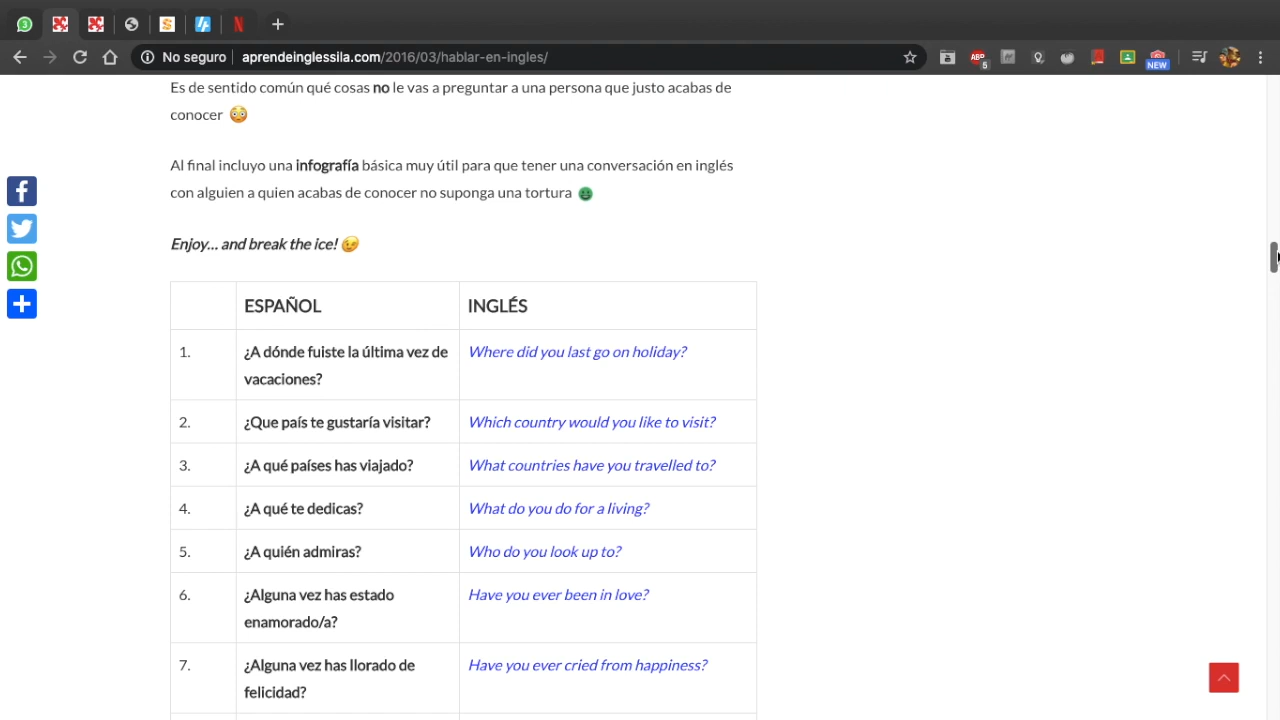 3
No seguro
aprendeinglessila.com/2016/03/hablar-en-ingles/
ABP
5
NEW
Es de sentido común qué cosas no le vas a preguntar a una persona que justo acabas de
conocer
Al final incluyo una infografía básica muy útil para que tener una conversación en inglés
con alguien a quien acabas de conocer no suponga una tortura
Enjoy... and break the ice!
ESPAÑOL INGLÉS
1. ¿A dónde fuiste la última vez de Where did you last go on holiday?
vacaciones?
2. ¿Que país te gustaría visitar? Which country would you like to visit?
3. ¿A qué países has viajado? What countries have you travelled to?
4. ¿A qué te dedicas? What do you do for a living?
5. ¿A quién admiras? Who do you look up to?
6. ¿Alguna vez has estado Have you ever been in love?
enamorado/a?
7. ¿Alguna vez has llorado de Have you ever cried from happiness?
felicidad?